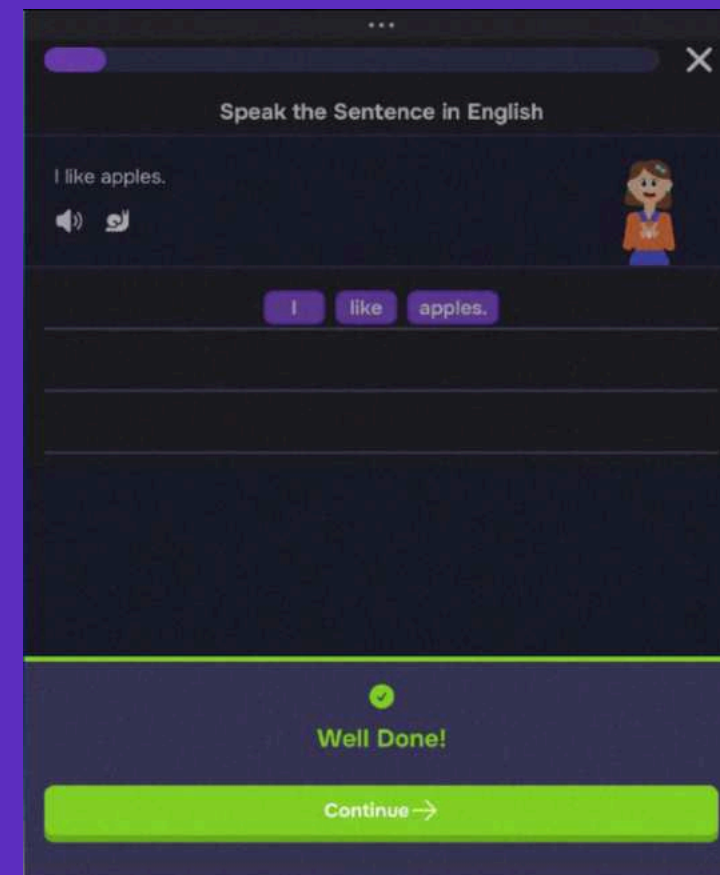 Speak the Sentence in English
I like apples.
I like apples.
Well Done!
Continue